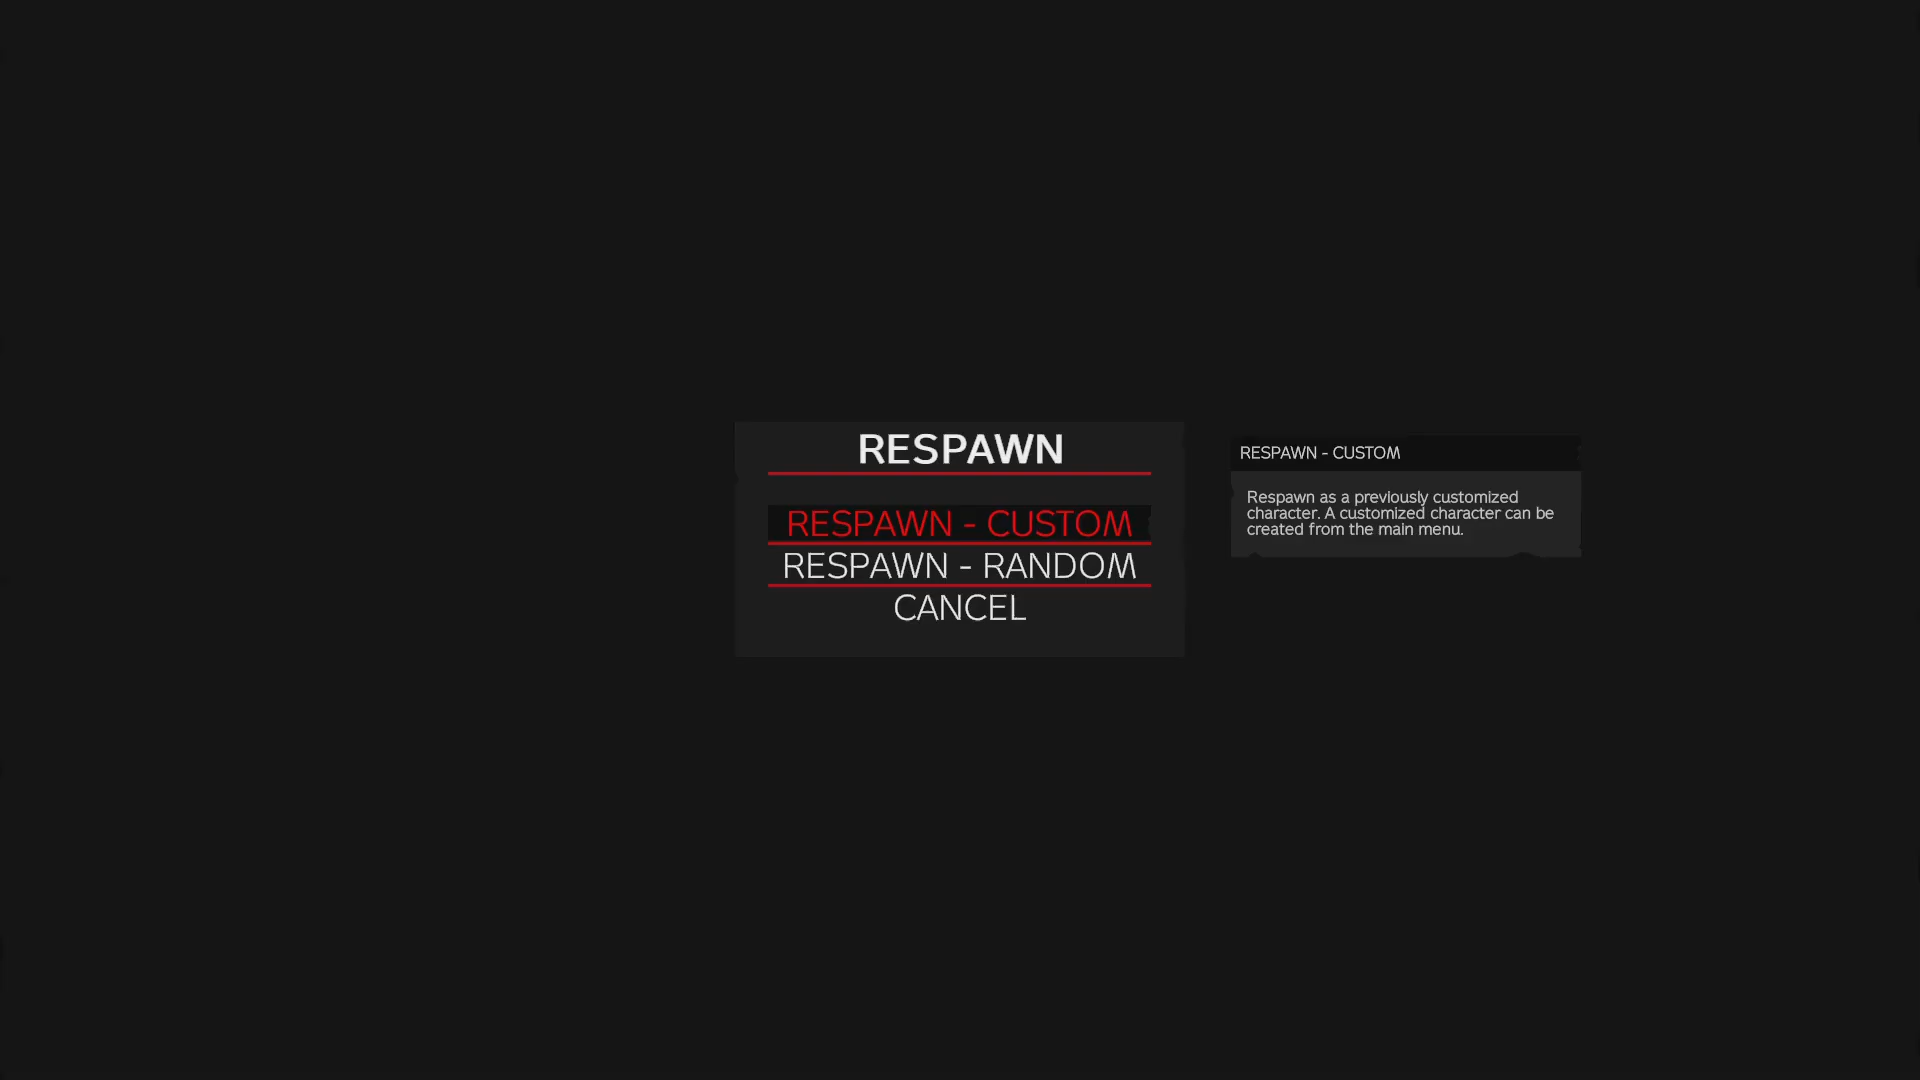 RESPAWN
RESPAWN - CUSTOM
RESPAWN - RANDOM
CANCEL
RESPAWN - CUSTOM
Respawn as a previously customized
character. A customized character can be
created from the main menu.